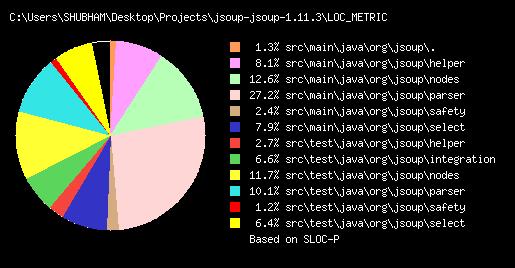 C:\Users\SHUBHAM\Desktop\Projects\jsoup-jsoup-1.11.3\LOC_METRIC
1.3% src\main\java\org\jsoup\.
8.1% src\main\java\org\jsoup\helper
12.6% src\main\java\org\jsoup\nodes
27.2% src\main\java\org\jsoup\parser
2.4% src\main\java\org\jsoup\safety
7.9% src\main\java\org\jsoup\select
2.7% src\test\java\org\jsoup\helper
6.6% src\test\java\org\jsoup\integration
11.7% src\test\java\org\jsoup\nodes
10.1% src\test\java\org\jsoup\parser
1.2% src\test\java\org\jsoup\safety
6.4% src\test\java\org\jsoup\select
Based on SLOC-P